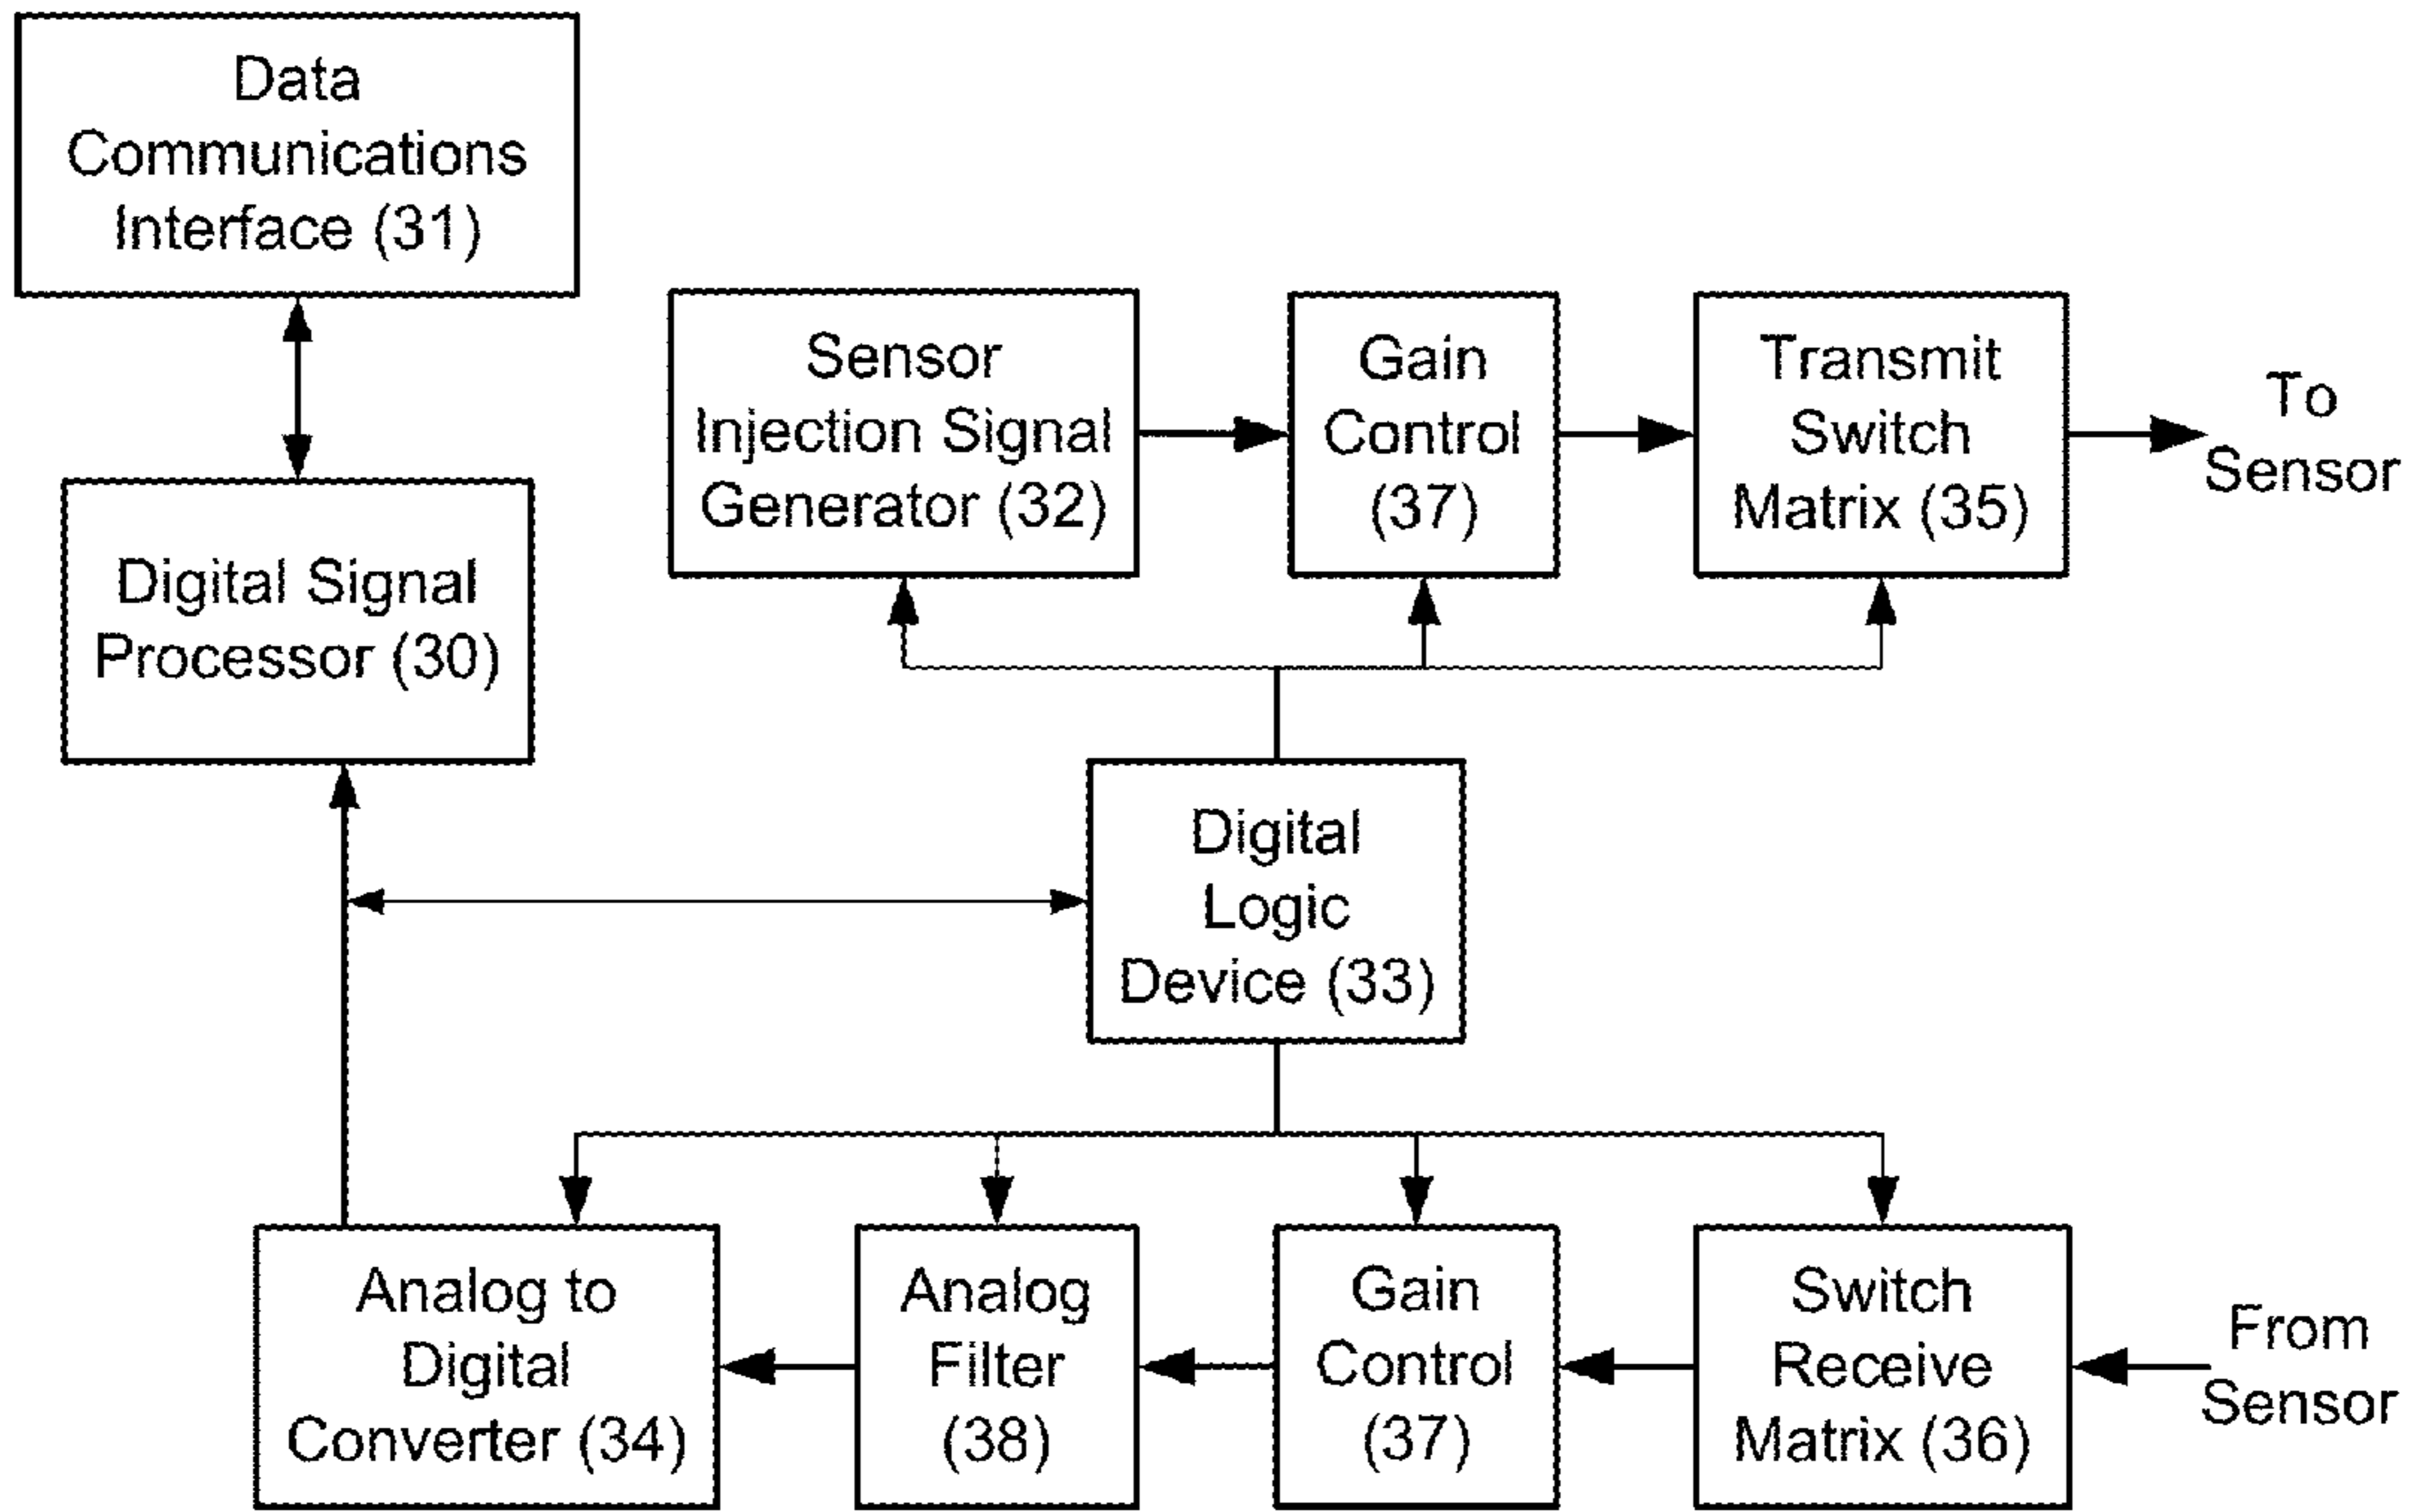 Data
Communications
Interface (31)
Sensor
Injection Signal
Generator (32)
Gain
Control
(37)
Transmit
Switch
Matrix (35)
To
Sensor
Digital Signal
Processor (30)
Digital
Logic
Device (33)
Analog to
Digital
Converter (34)
Analog
Filter
(38)
Gain
Control
(37)
Switch
Receive
Matrix (36)
From
Sensor